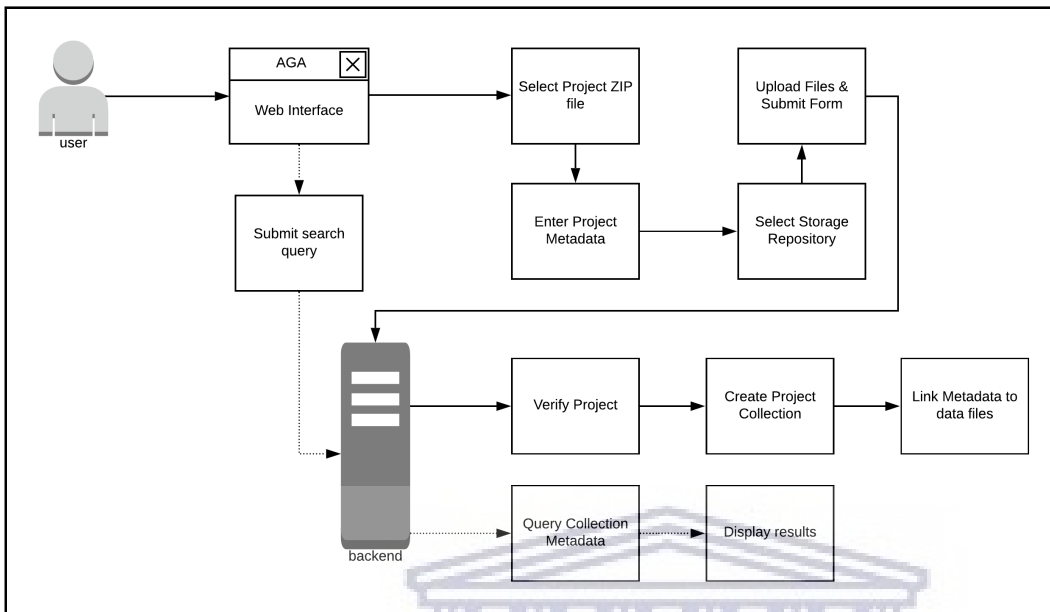 user
AGA
Web Interface
Select Project ZIP
file
Upload Files &
Submit Form
Submit search
query
Enter Project
Metadata
Select Storage
Repository
backend
Verify Project
Create Project
Collection
Link Metadata to
data files
Query Collection
Metadata
Display results